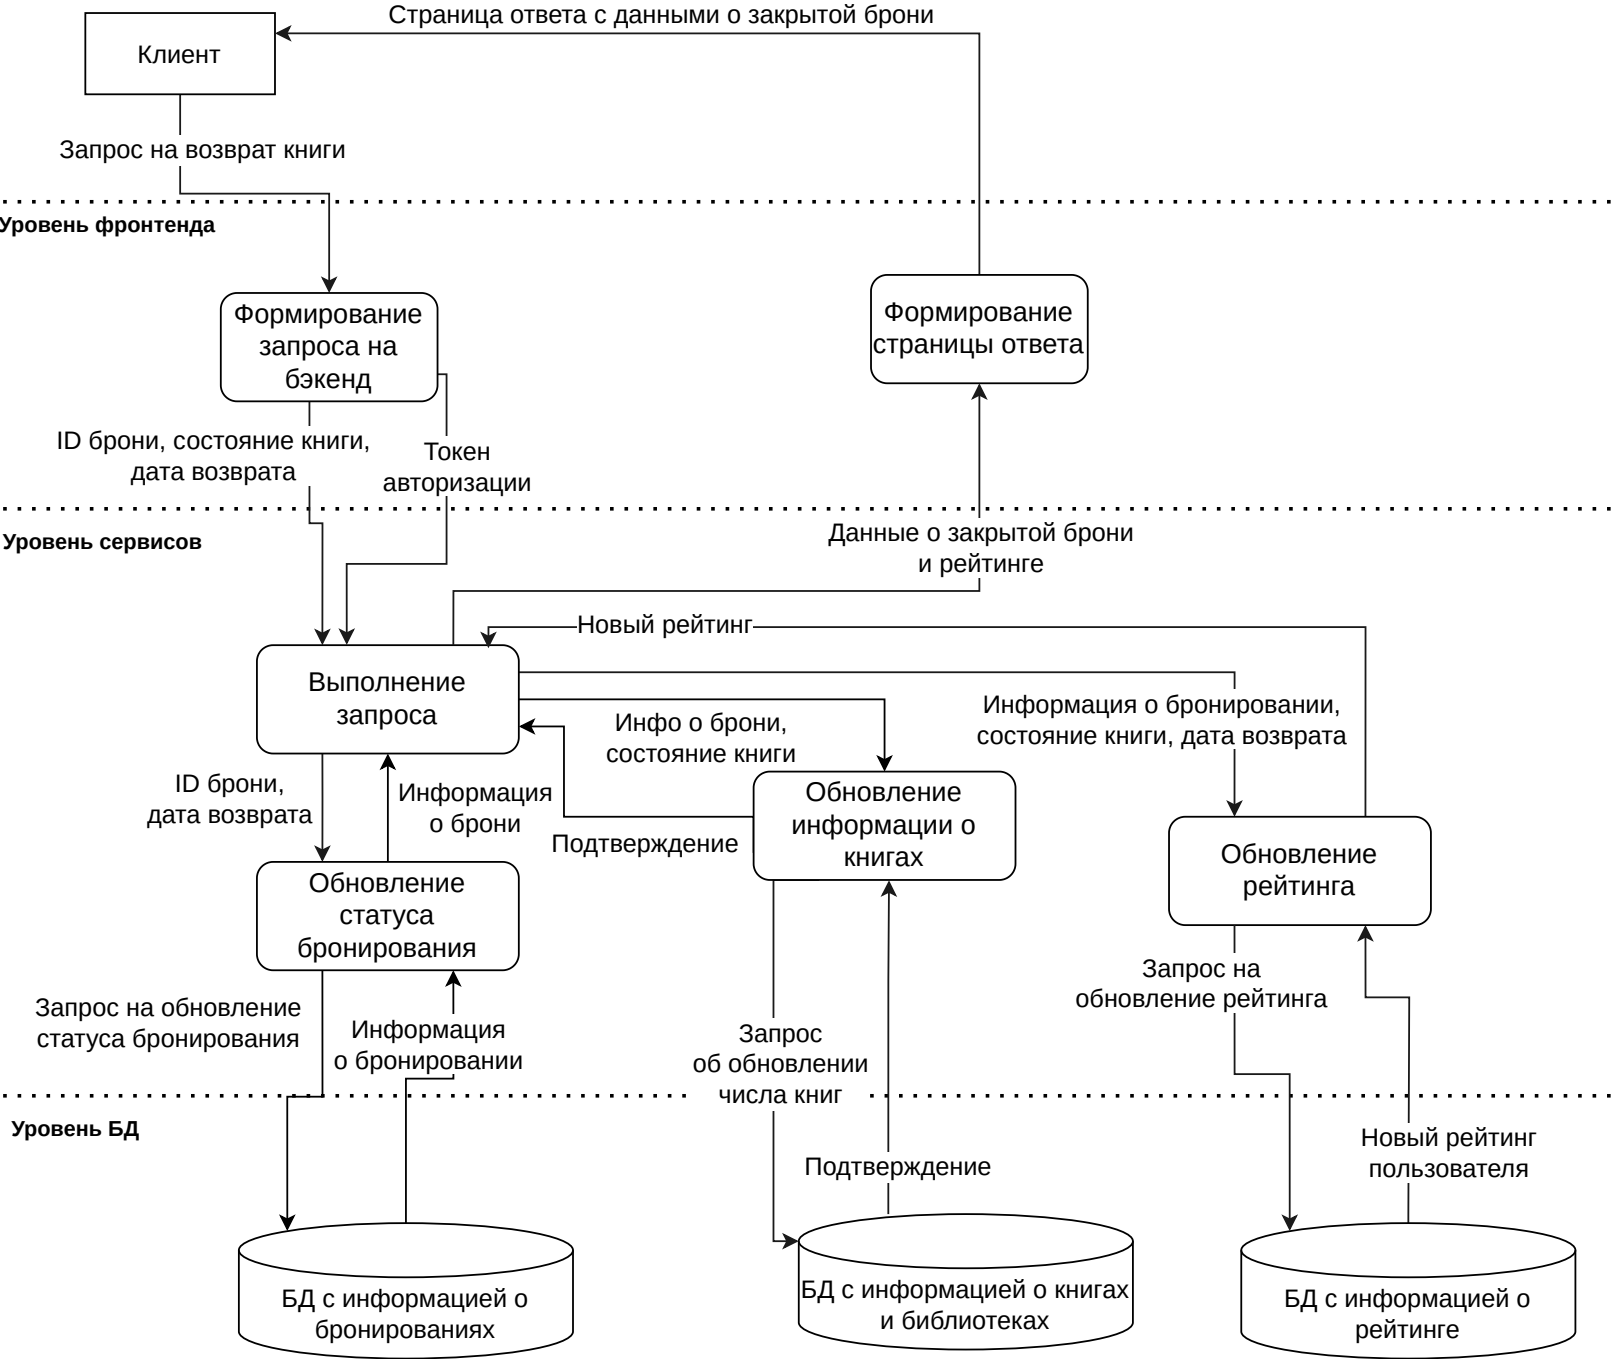 Страница ответа с данными о закрытой брони
Клиент
Запрос на возврат книги
Уровень фронтенда
Формирование
запроса на
бэкенд
Формирование
страницы ответа
ID брони, состояние книги,
дата возврата
Токен
авторизации
Уровень сервисов
Данные о закрытой брони
и рейтинге
Новый рейтинг
Выполнение
запроса
Инфо о брони,
состояние книги
Информация о бронировании,
состояние книги, дата возврата
ID брони,
дата возврата
Информация
о брони
Подтверждение
Обновление
информации о
книгах
Обновление
рейтинга
Обновление
статуса
бронирования
Запрос на обновление
статуса бронирования
Информация
о бронировании
Запрос
об обновлении
числа книг
Запрос на
обновление рейтинга
Уровень БД
Подтверждение
Новый рейтинг
пользователя
БД с информацией о
бронированиях
БД с информацией о книгах
и библиотеках
БД с информацией о
рейтинге